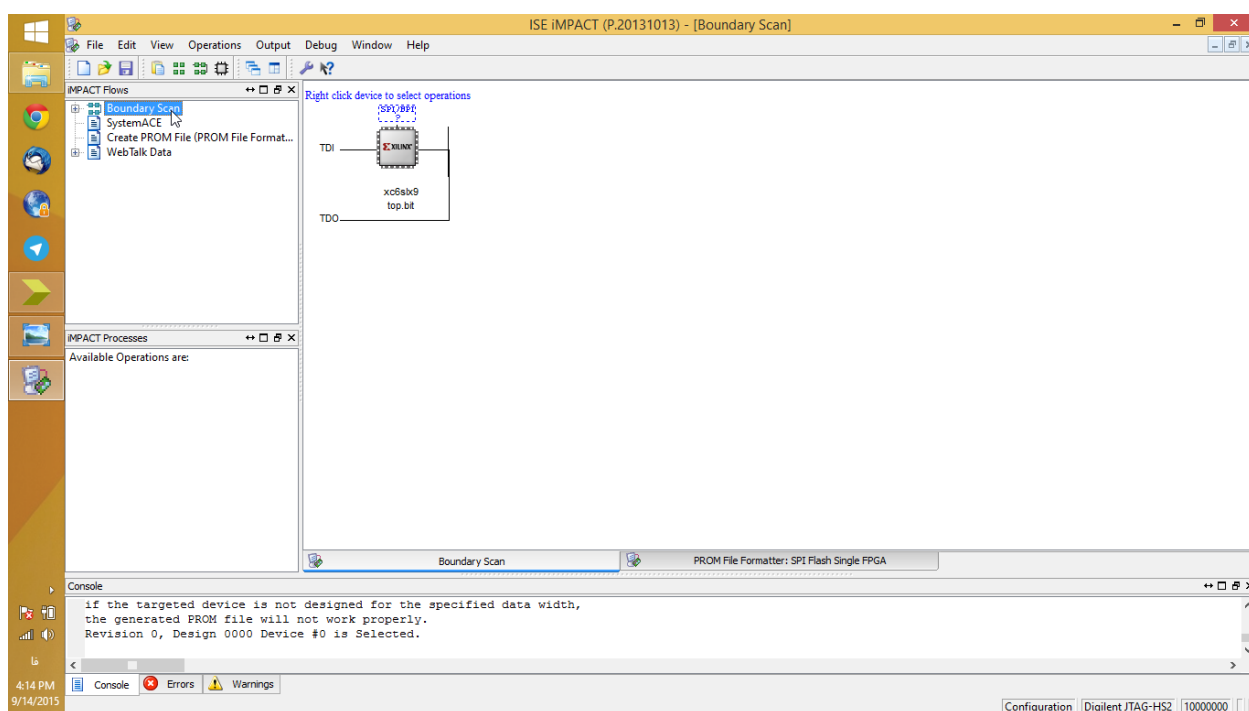 ISE iMPACT (P.20131013) - [Boundary Scan]
File Edit View Operations Output Debug Window Help
iMPACT Flows
Boundary Scan
SystemACE
Create PROM File (PROM File Format...
WebTalk Data
Right click device to select operations
SPI/BPI
?
TDI
XILINX
xc6slx9
top.bit
TDO
iMPACT Processes
Available Operations are:
Boundary Scan
PROM File Formatter: SPI Flash Single FPGA
Console
if the targeted device is not designed for the specified data width,
the generated PROM file will not work properly.
Revision 0, Design 0000 Device #0 is Selected.
Console Errors Warnings
Configuration Digilent JTAG-HS2 10000000
فا
4:14 PM
9/14/2015